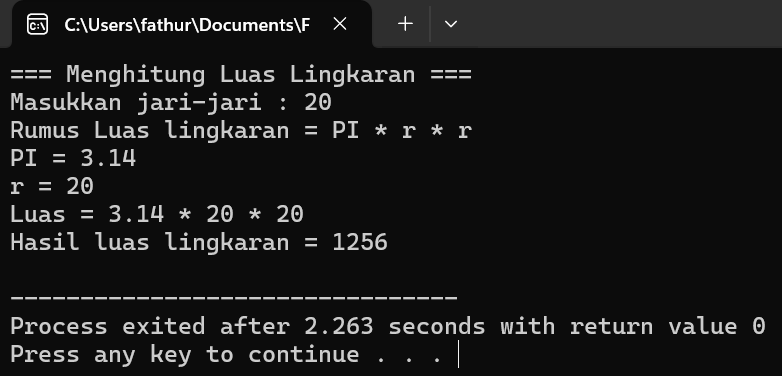 C:\Users\fathur\Documents\F
=== Menghitung Luas Lingkaran ===
Masukkan jari-jari : 20
Rumus Luas lingkaran = PI * r * r
PI = 3.14
r = 20
Luas = 3.14 * 20 * 20
Hasil luas lingkaran = 1256
--------------------------------
Process exited after 2.263 seconds with return value 0
Press any key to continue . . .